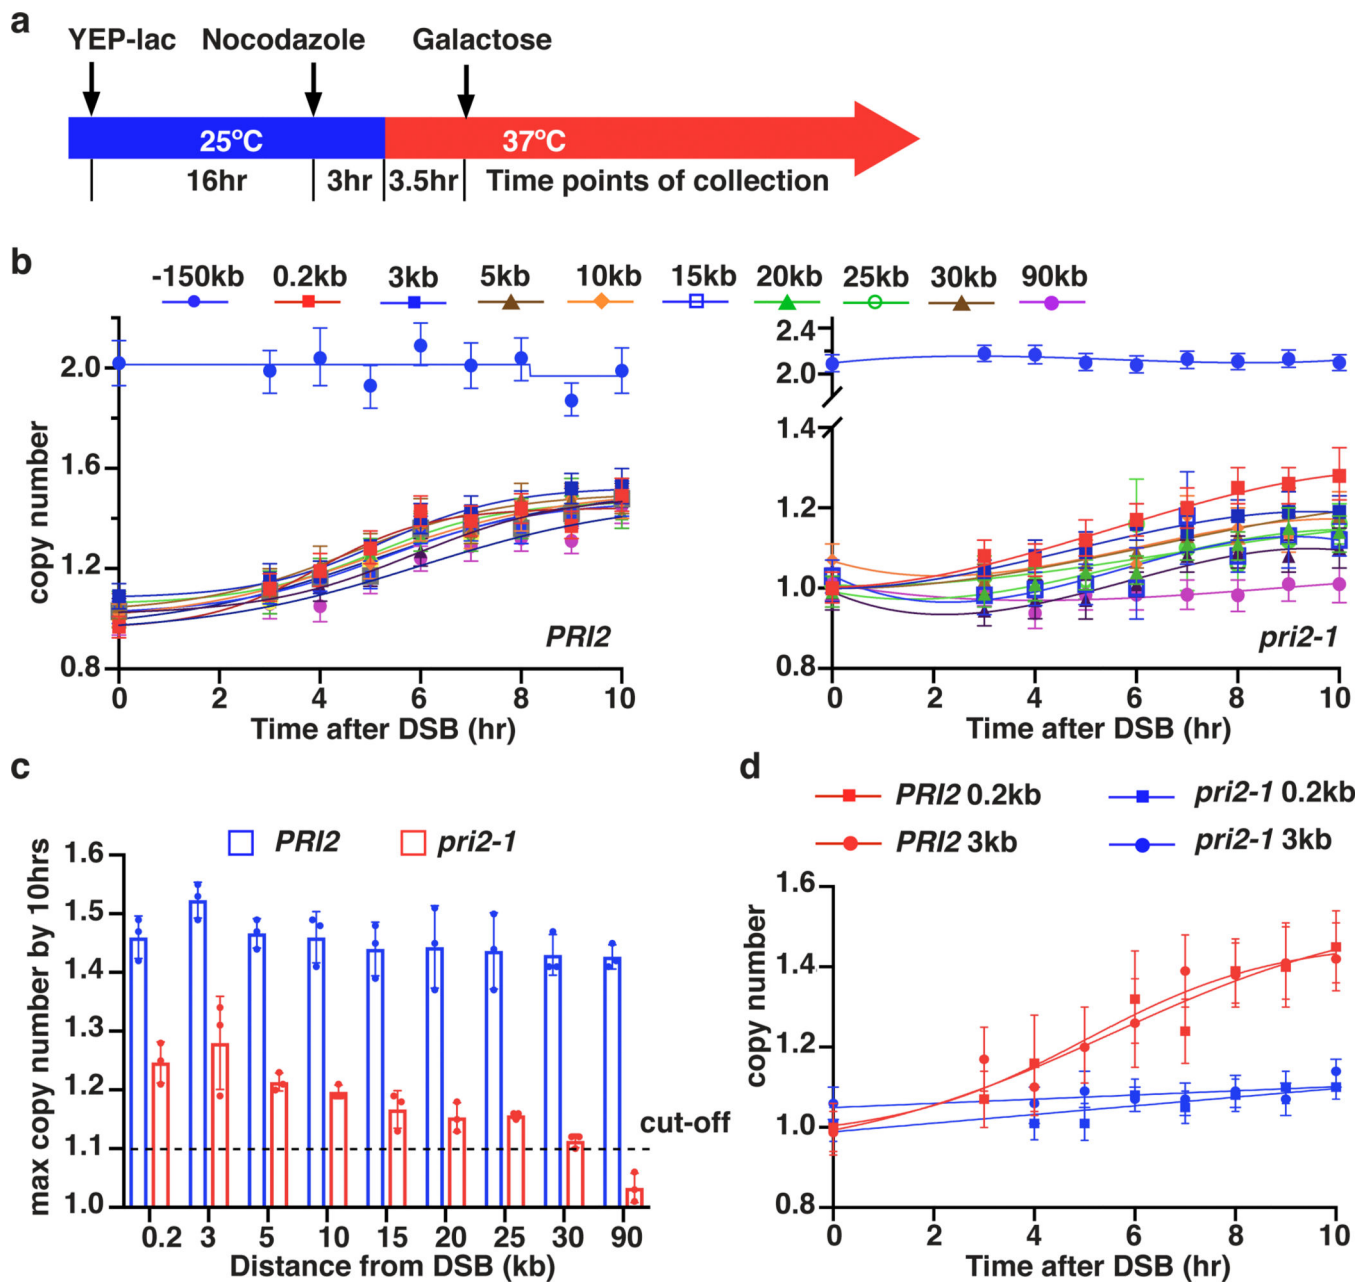 a
YEP-lac Nocodazole Galactose
25ºC 37ºC
16hr 3hr 3.5hr Time points of collection
b
-150kb 0.2kb 3kb 5kb 10kb 15kb 20kb 25kb 30kb 90kb
copy number
2.0
1.6
1.2
0.8
PRI2
0 2 4 6 8 10
Time after DSB (hr)
2.4
2.0
1.4
1.2
1.0
0.8
pri2-1
0 2 4 6 8 10
Time after DSB (hr)
c
PRI2 pri2-1
max copy number by 10hrs
1.6
1.5
1.4
1.3
1.2
1.1
1.0
cut-off
0.2 3 5 10 15 20 25 30 90
Distance from DSB (kb)
d
PRI2 0.2kb pri2-1 0.2kb
PRI2 3kb pri2-1 3kb
copy number
1.6
1.4
1.2
1.0
0.8
0 2 4 6 8 10
Time after DSB (hr)